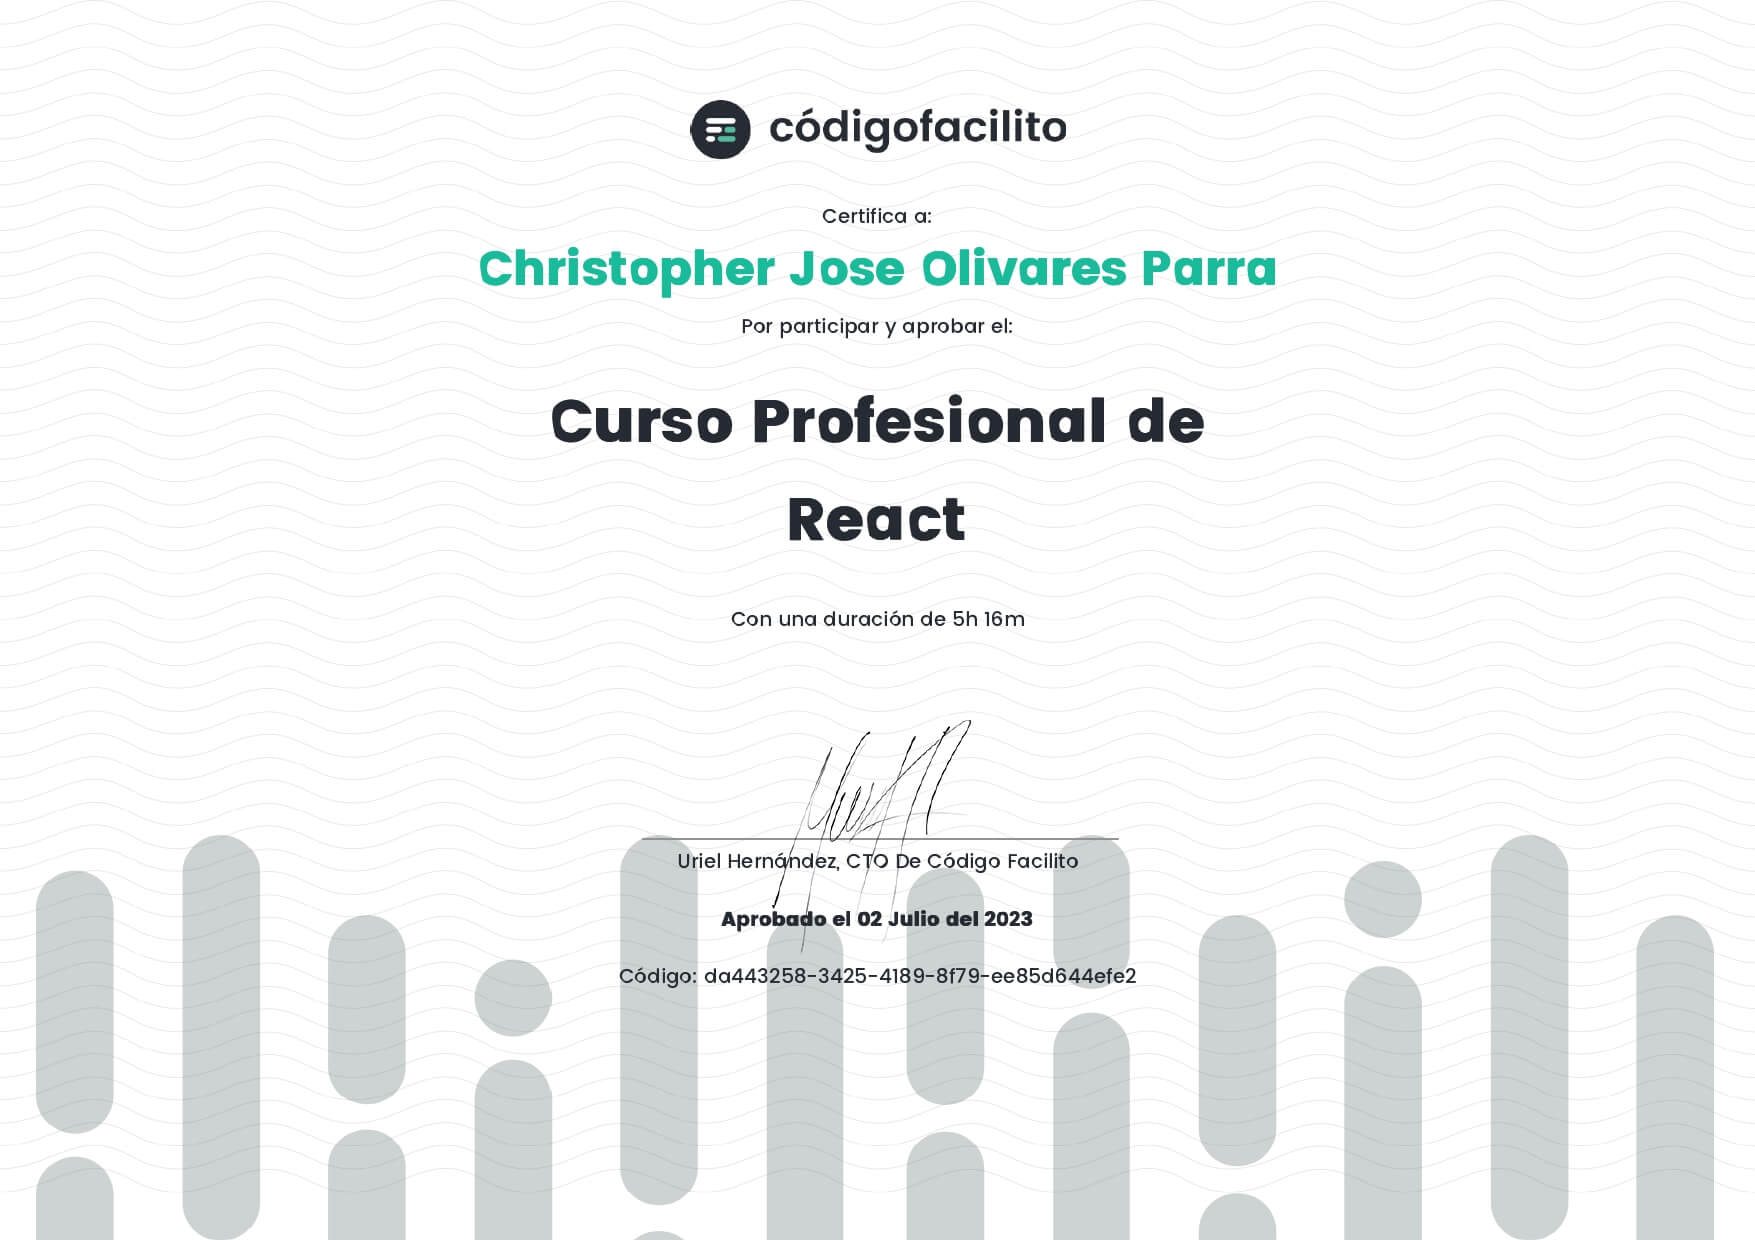 códigofacilito
Certifica a:
Christopher Jose Olivares Parra
Por participar y aprobar el:
Curso Profesional de
React
Con una duración de 5h 16m
Uriel Hernández, CTO De Código Facilito
Aprobado el 02 Julio del 2023
Código: da443258-3425-4189-8f79-ee85d644efe2